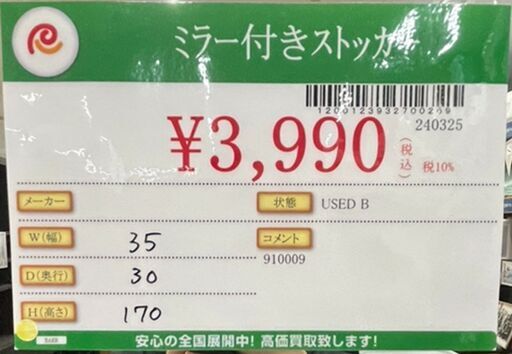 ミラー付きストッカー
1200123932700269
240325
¥3,990
(税込)
税10%
メーカー
状態
USED B
W(幅)
35
コメント
910009
D(奥行)
30
H(高さ)
170
安心の全国展開中! 高価買取致します!